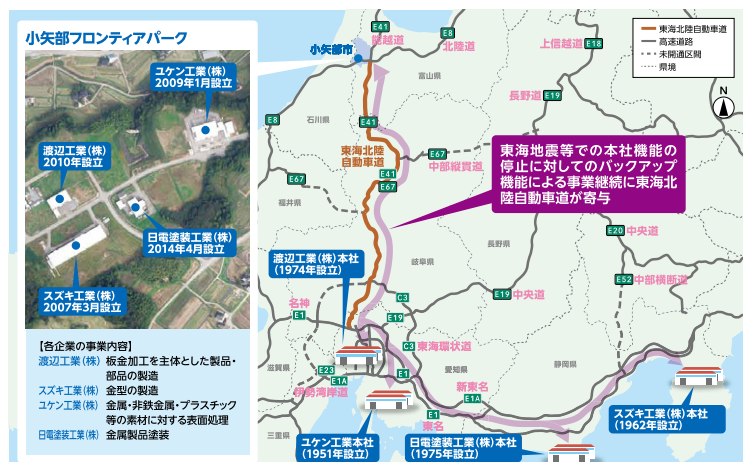 小矢部フロンティアパーク
ユケン工業(株)
2009年1月設立
渡辺工業(株)
2010年設立
日電塗装工業(株)
2014年4月設立
スズキ工業(株)
2007年3月設立
【各企業の事業内容】
渡辺工業(株) 板金加工を主体とした製品・
部品の製造
スズキ工業(株) 金型の製造
ユケン工業(株) 金属・非鉄金属・プラスチック
等の素材に対する表面処理
日電塗装工業(株) 金属製品塗装
東海北陸自動車道
高速道路
未開通区間
県境
N
E41
能越道
小矢部市
E8
北陸道
上信越道
E18
富山県
長野道
E19
石川県
E8
E41
東海北陸
自動車道
E67
中部縦貫道
E41
E67
E67
福井県
東海地震等での本社機能の
停止に対してのバックアップ
機能による事業継続に東海北
陸自動車道が寄与
E20
中央道
長野県
岐阜県
E52
中部横断道
渡辺工業(株)本社
(1974年設立)
E19
中央道
名神
E1
C3
E19
C3
東海環状道
滋賀県
E23
E1A
伊勢湾岸道
E1
愛知県
静岡県
新東名
E1A
E1
東名
三重県
ユケン工業本社
(1951年設立)
日電塗装工業(株)本社
(1975年設立)
スズキ工業(株)本社
(1962年設立)